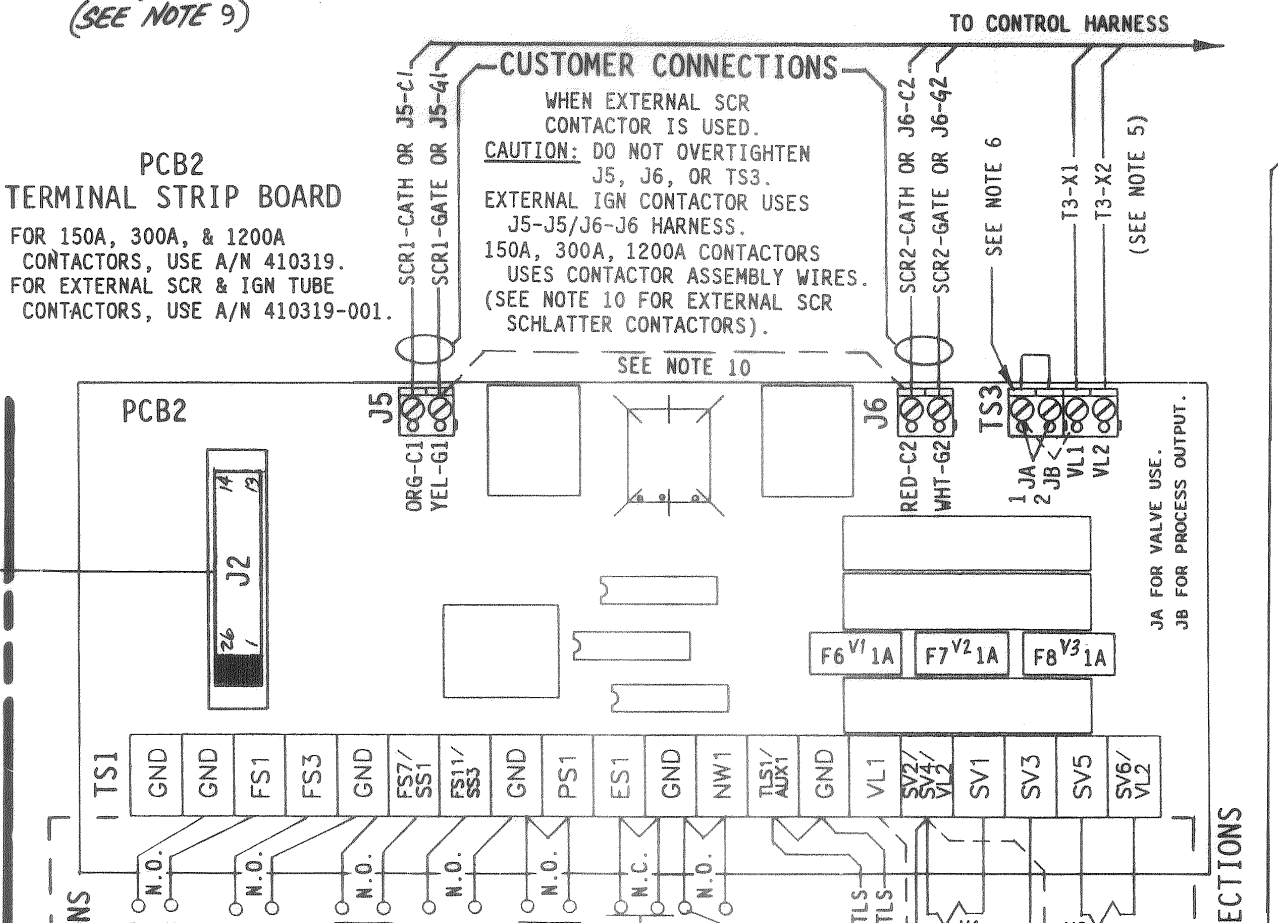 (SEE NOTE 9)
TO CONTROL HARNESS
CUSTOMER CONNECTIONS
WHEN EXTERNAL SCR
CONTACTOR IS USED.
CAUTION: DO NOT OVERTIGHTEN
J5, J6, OR TS3.
EXTERNAL IGN CONTACTOR USES
J5-J5/J6-J6 HARNESS.
150A, 300A, 1200A CONTACTORS
USES CONTACTOR ASSEMBLY WIRES.
(SEE NOTE 10 FOR EXTERNAL SCR
SCHLATTER CONTACTORS).
PCB2
TERMINAL STRIP BOARD
FOR 150A, 300A, & 1200A
CONTACTORS, USE A/N 410319.
FOR EXTERNAL SCR & IGN TUBE
CONTACTORS, USE A/N 410319-001.
SCR1-CATH OR J5-C1
SCR1-GATE OR J5-G1
SCR2-CATH OR J6-C2
SCR2-GATE OR J6-G2
SEE NOTE 6
T3-X1
T3-X2
(SEE NOTE 5)
SEE NOTE 10
PCB2
J5
ORG-C1
YEL-G1
J6
RED-C2
WHT-G2
TS3
1
JA
2
JB
VL1
VL2
JA FOR VALVE USE.
JB FOR PROCESS OUTPUT.
14
13
J2
26
1
F6 V1 1A
F7 V2 1A
F8 V3 1A
TS1
GND
GND
FS1
FS3
GND
FS7/
SS1
FS11/
SS3
GND
PS1
ES1
GND
NW1
TLS1/
AUX1
GND
VL1
SV2/
SV4/
VL2
SV1
SV3
SV5
SV6/
VL2
N.O.
N.O.
N.O.
N.O.
N.O.
N.C.
N.O.
TLS
TLS
NS
ECTIONS